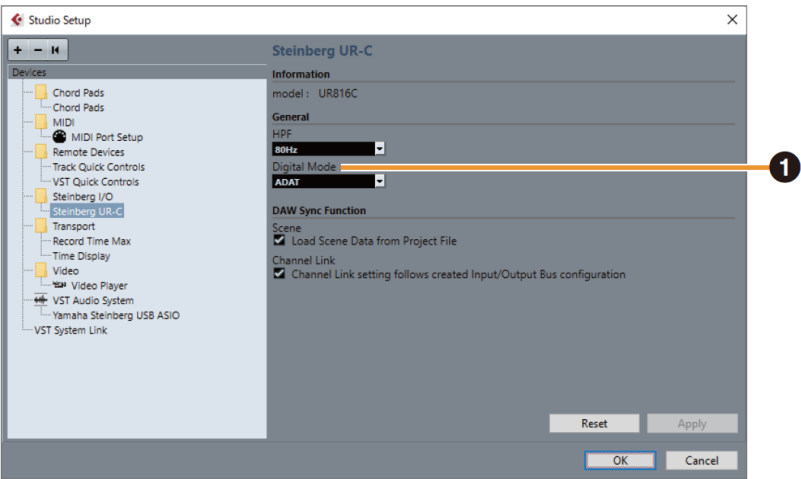 Studio Setup
Devices
Chord Pads
Chord Pads
MIDI
MIDI Port Setup
Remote Devices
Track Quick Controls
VST Quick Controls
Steinberg I/O
Steinberg UR-C
Transport
Record Time Max
Time Display
Video
Video Player
VST Audio System
Yamaha Steinberg USB ASIO
VST System Link
Steinberg UR-C
Information
model : UR816C
General
HPF
80Hz
Digital Mode
ADAT
DAW Sync Function
Scene
Load Scene Data from Project File
Channel Link
Channel Link setting follows created Input/Output Bus configuration
Reset Apply
OK Cancel
1